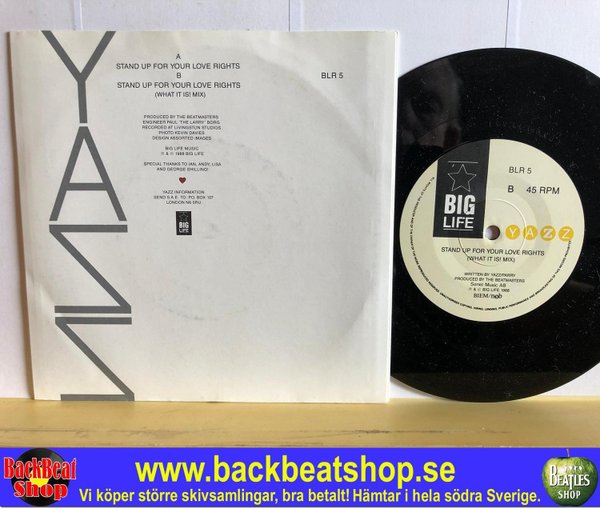 YAZZ
A
STAND UP FOR YOUR LOVE RIGHTS
B
STAND UP FOR YOUR LOVE RIGHTS
(WHAT IT IS! MIX)
BLR 5
PRODUCED BY THE BEATMASTERS
ENGINEER PAUL "THE LARRY" BORG
RECORDED AT LIVINGSTON STUDIOS
PHOTO KEVIN DAVIES
DESIGN ASSORTED IMAGES
BIG LIFE MUSIC
℗ & © 1988 BIG LIFE
SPECIAL THANKS TO IAN, ANDY, LISA
AND GEORGE SHILLING!
YAZZ INFORMATION
SEND S.A.E. TO: P.O. BOX 107
LONDON N6 5RU
BIG
LIFE
BIG
LIFE
BLR 5
B 45 RPM
YAZZ
STAND UP FOR YOUR LOVE RIGHTS
(WHAT IT IS! MIX)
WRITTEN BY YAZZ/PARRY
PRODUCED BY THE BEATMASTERS
Sonet Music AB
℗ & © BIG LIFE 1988
BIEM/ncb
BackBeat
Shop
www.backbeatshop.se
Vi köper större skivsamlingar, bra betalt! Hämtar i hela södra Sverige.
BEATLES
SHOP